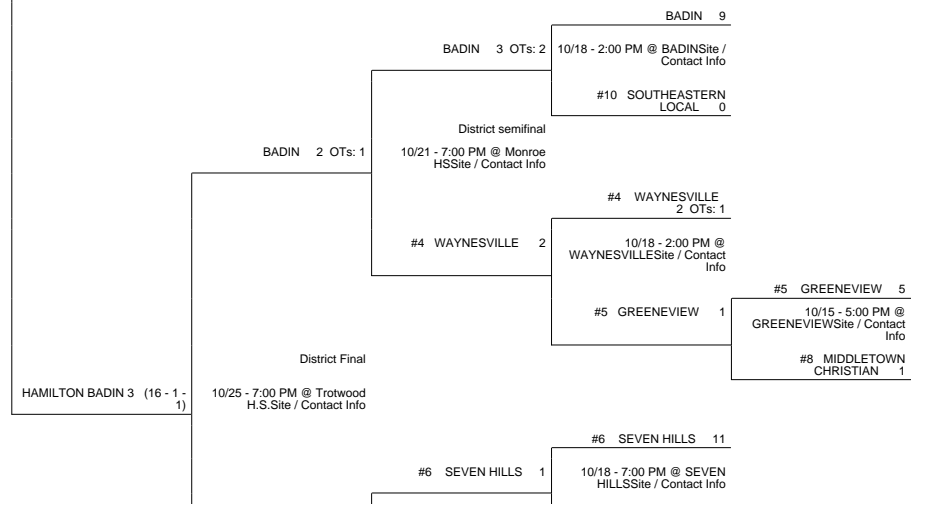 BADIN 9
BADIN 3 OTs: 2
10/18 - 2:00 PM @ BADINSite /
Contact Info
#10 SOUTHEASTERN
LOCAL 0
District semifinal
BADIN 2 OTs: 1
10/21 - 7:00 PM @ Monroe
HSSite / Contact Info
#4 WAYNESVILLE
2 OTs: 1
#4 WAYNESVILLE 2
10/18 - 2:00 PM @
WAYNESVILLESite / Contact
Info
#5 GREENEVIEW 5
#5 GREENEVIEW 1
10/15 - 5:00 PM @
GREENEVIEWSite / Contact
Info
#8 MIDDLETOWN
CHRISTIAN 1
District Final
HAMILTON BADIN 3 (16 - 1 -
1)
10/25 - 7:00 PM @ Trotwood
H.S.Site / Contact Info
#6 SEVEN HILLS 11
#6 SEVEN HILLS 1
10/18 - 7:00 PM @ SEVEN
HILLSSite / Contact Info